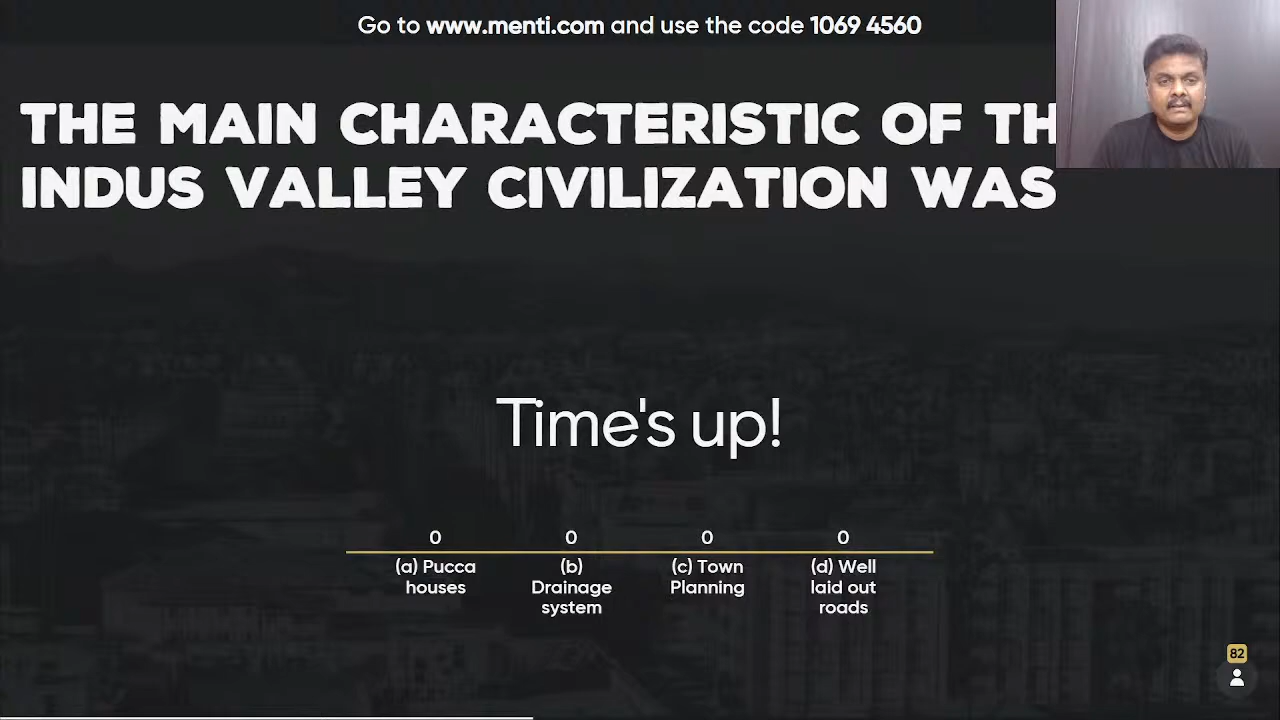 Go to www.menti.com and use the code 1069 4560
THE MAIN CHARACTERISTIC OF TH
INDUS VALLEY CIVILIZATION WAS
Time's up!
0 0 0 0
(a) Pucca houses
(b) Drainage system
(c) Town Planning
(d) Well laid out roads
82